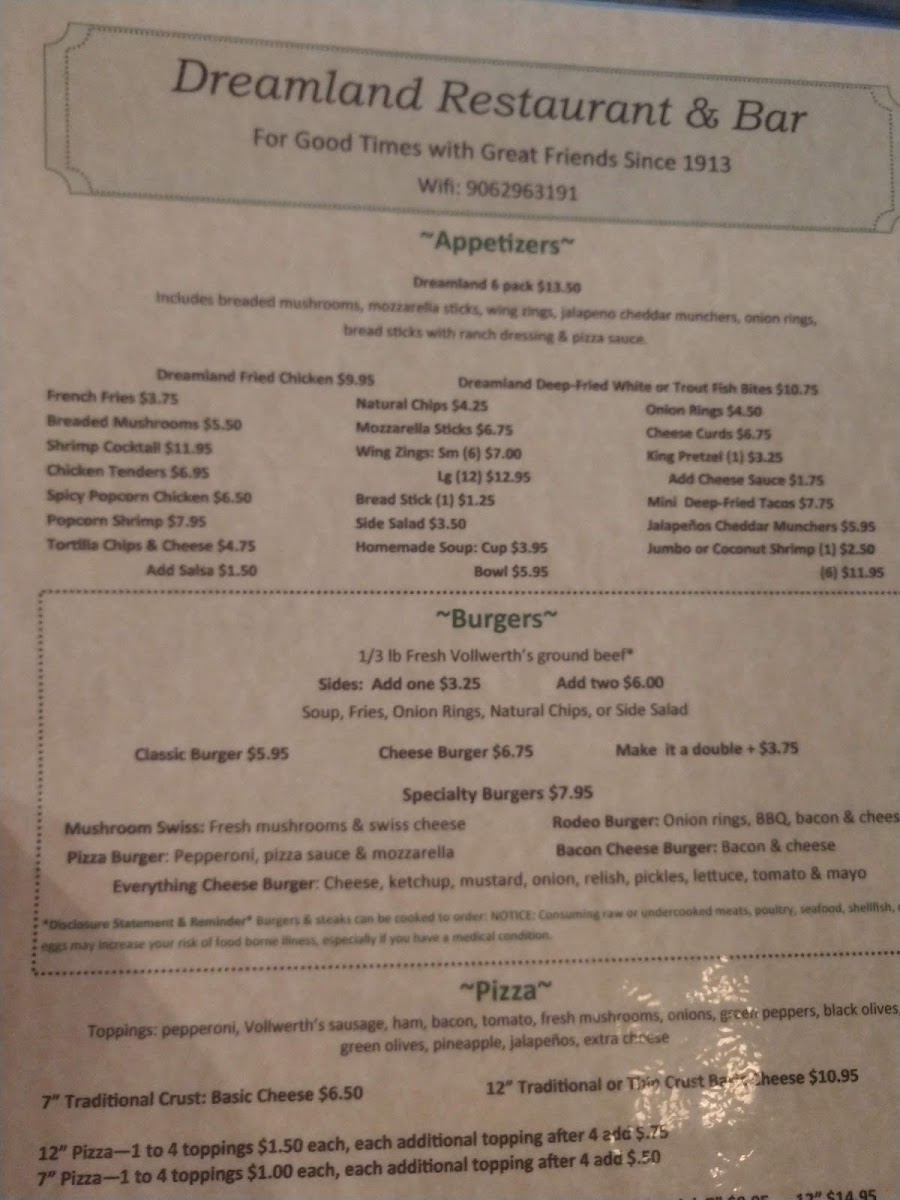 Dreamland Restaurant & Bar
For Good Times with Great Friends Since 1913
Wifi: 9062963191
~Appetizers~
Dreamland 6 pack $13.50
Includes breaded mushrooms, mozzarella sticks, wing zings, jalapeno cheddar munchers, onion rings,
bread sticks with ranch dressing & pizza sauce.
Dreamland Fried Chicken $9.95 Dreamland Deep-Fried White or Trout Fish Bites $10.75
French Fries $3.75
Breaded Mushrooms $5.50
Shrimp Cocktail $11.95
Chicken Tenders $6.95
Spicy Popcorn Chicken $6.50
Popcorn Shrimp $7.95
Tortilla Chips & Cheese $4.75
Add Salsa $1.50
Natural Chips $4.25
Mozzarella Sticks $6.75
Wing Zings: Sm (6) $7.00
Lg (12) $12.95
Bread Stick (1) $1.25
Side Salad $3.50
Homemade Soup: Cup $3.95
Bowl $5.95
Onion Rings $4.50
Cheese Curds $6.75
King Pretzel (1) $3.25
Add Cheese Sauce $1.75
Mini Deep-Fried Tacos $7.75
Jalapeños Cheddar Munchers $5.95
Jumbo or Coconut Shrimp (1) $2.50
(6) $11.95
~Burgers~
1/3 lb Fresh Vollwerth's ground beef*
Sides: Add one $3.25 Add two $6.00
Soup, Fries, Onion Rings, Natural Chips, or Side Salad
Classic Burger $5.95 Cheese Burger $6.75 Make it a double + $3.75
Specialty Burgers $7.95
Mushroom Swiss: Fresh mushrooms & swiss cheese Rodeo Burger: Onion rings, BBQ, bacon & chees
Pizza Burger: Pepperoni, pizza sauce & mozzarella Bacon Cheese Burger: Bacon & cheese
Everything Cheese Burger: Cheese, ketchup, mustard, onion, relish, pickles, lettuce, tomato & mayo
*Disclosure Statement & Reminder* Burgers & steaks can be cooked to order: NOTICE: Consuming raw or undercooked meats, poultry, seafood, shellfish,
eggs may increase your risk of food borne illness, especially if you have a medical condition.
~Pizza~
Toppings: pepperoni, Vollwerth's sausage, ham, bacon, tomato, fresh mushrooms, onions, green peppers, black olives,
green olives, pineapple, jalapeños, extra cheese
7" Traditional Crust: Basic Cheese $6.50 12" Traditional or Thin Crust Basic Cheese $10.95
12" Pizza—1 to 4 toppings $1.50 each, each additional topping after 4 add $.75
7" Pizza—1 to 4 toppings $1.00 each, each additional topping after 4 add $.50
12" $14.95